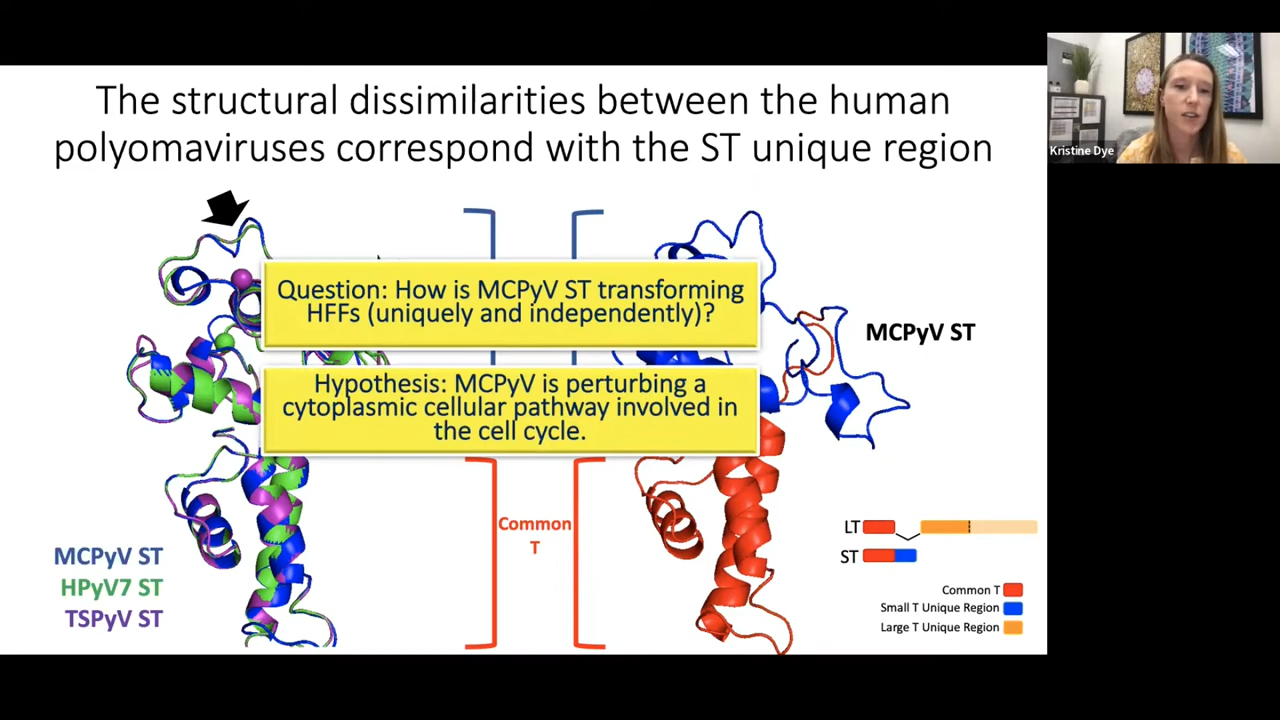 The structural dissimilarities between the human
polyomaviruses correspond with the ST unique region
Kristine Dye
Question: How is MCPyV ST transforming
HFFs (uniquely and independently)?
MCPyV ST
Hypothesis: MCPyV is perturbing a
cytoplasmic cellular pathway involved in
the cell cycle.
Common
T
MCPyV ST
HPyV7 ST
TSPyV ST
LT
ST
Common T
Small T Unique Region
Large T Unique Region